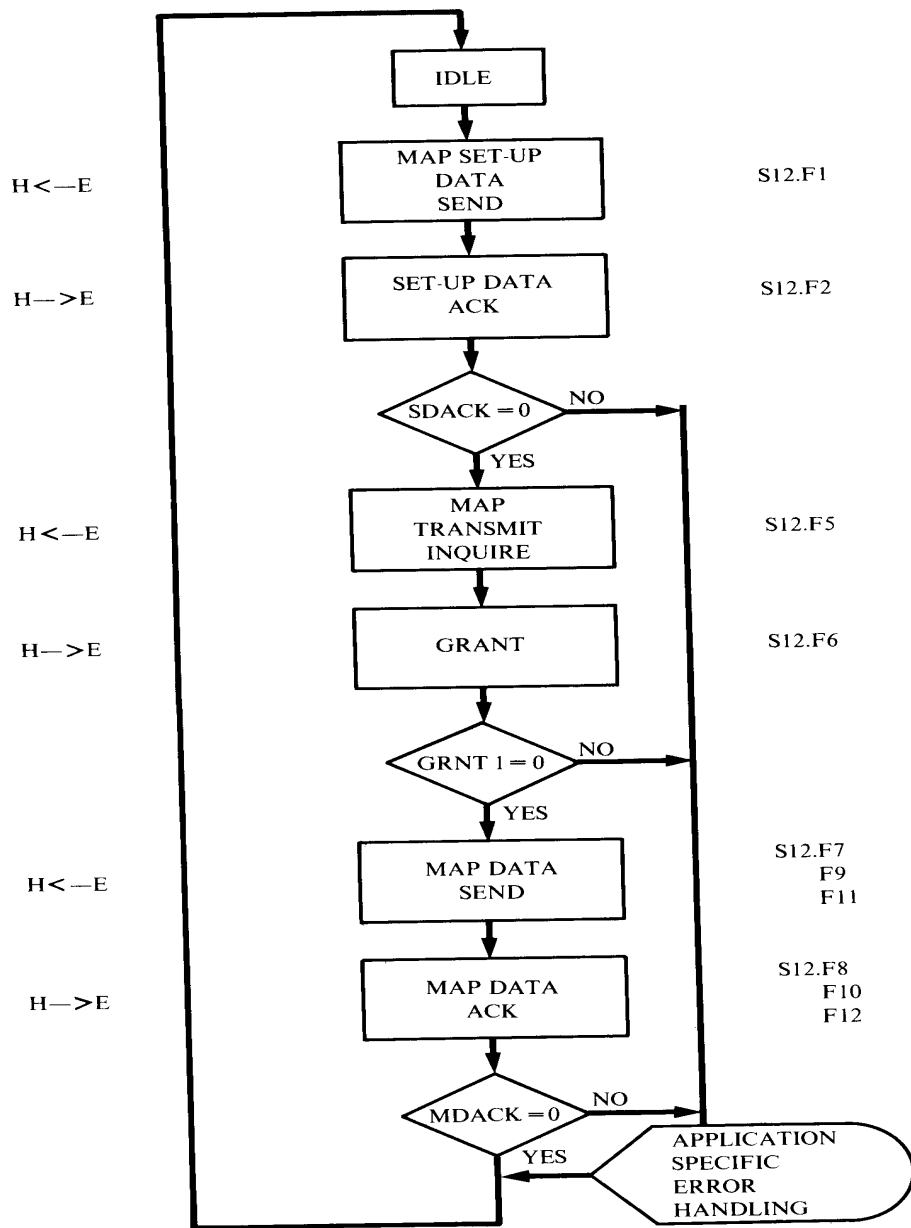 IDLE
H<—E
MAP SET-UP
DATA
SEND
S12.F1
H—>E
SET-UP DATA
ACK
S12.F2
SDACK = 0
NO
YES
H<—E
MAP
TRANSMIT
INQUIRE
S12.F5
H—>E
GRANT
S12.F6
GRNT 1 = 0
NO
YES
H<—E
MAP DATA
SEND
S12.F7
F9
F11
H—>E
MAP DATA
ACK
S12.F8
F10
F12
MDACK = 0
NO
YES
APPLICATION
SPECIFIC
ERROR
HANDLING